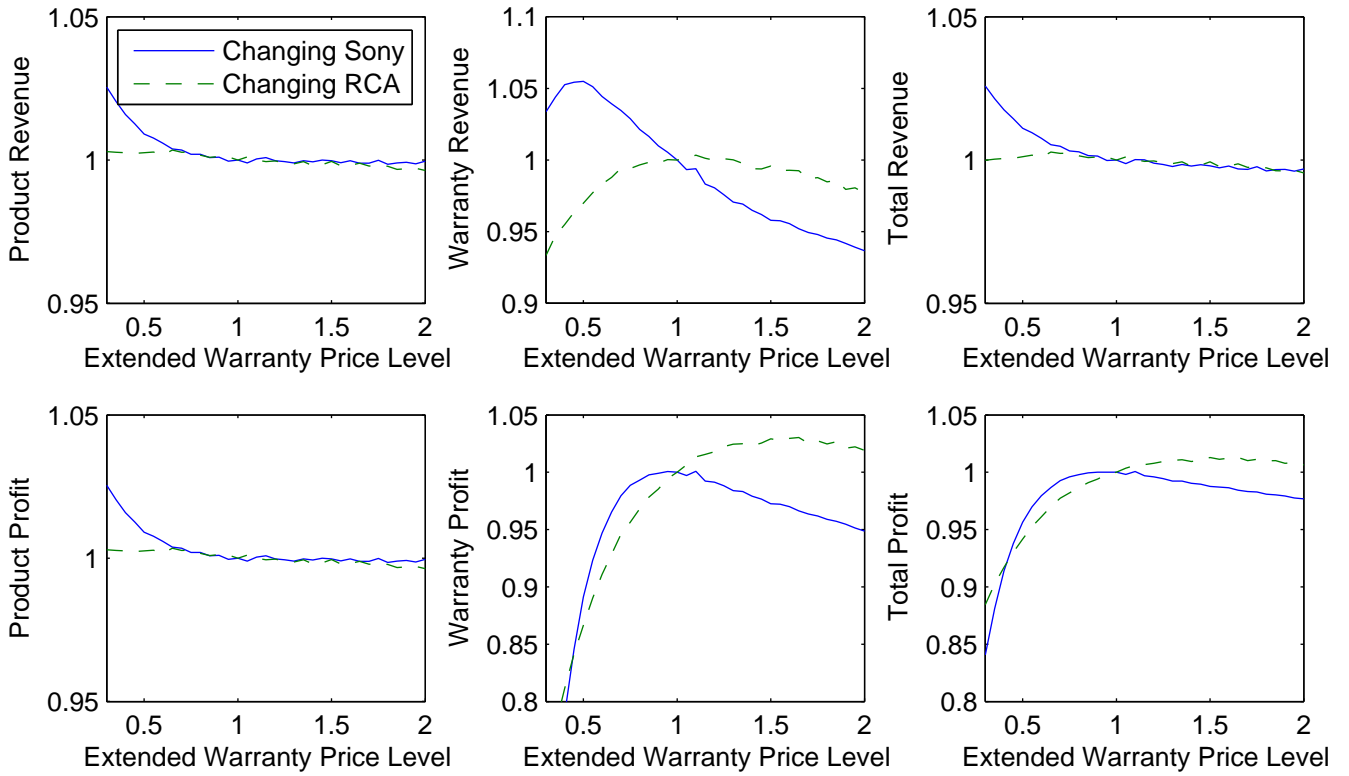 1.05
1
0.95
Product Revenue
Changing Sony
Changing RCA
0.5 1 1.5 2
Extended Warranty Price Level
1.1
1.05
1
0.95
0.9
Warranty Revenue
0.5 1 1.5 2
Extended Warranty Price Level
1.05
1
0.95
Total Revenue
0.5 1 1.5 2
Extended Warranty Price Level
1.05
1
0.95
Product Profit
0.5 1 1.5 2
Extended Warranty Price Level
1.05
1
0.95
0.9
0.85
0.8
Warranty Profit
0.5 1 1.5 2
Extended Warranty Price Level
1.05
1
0.95
0.9
0.85
0.8
Total Profit
0.5 1 1.5 2
Extended Warranty Price Level